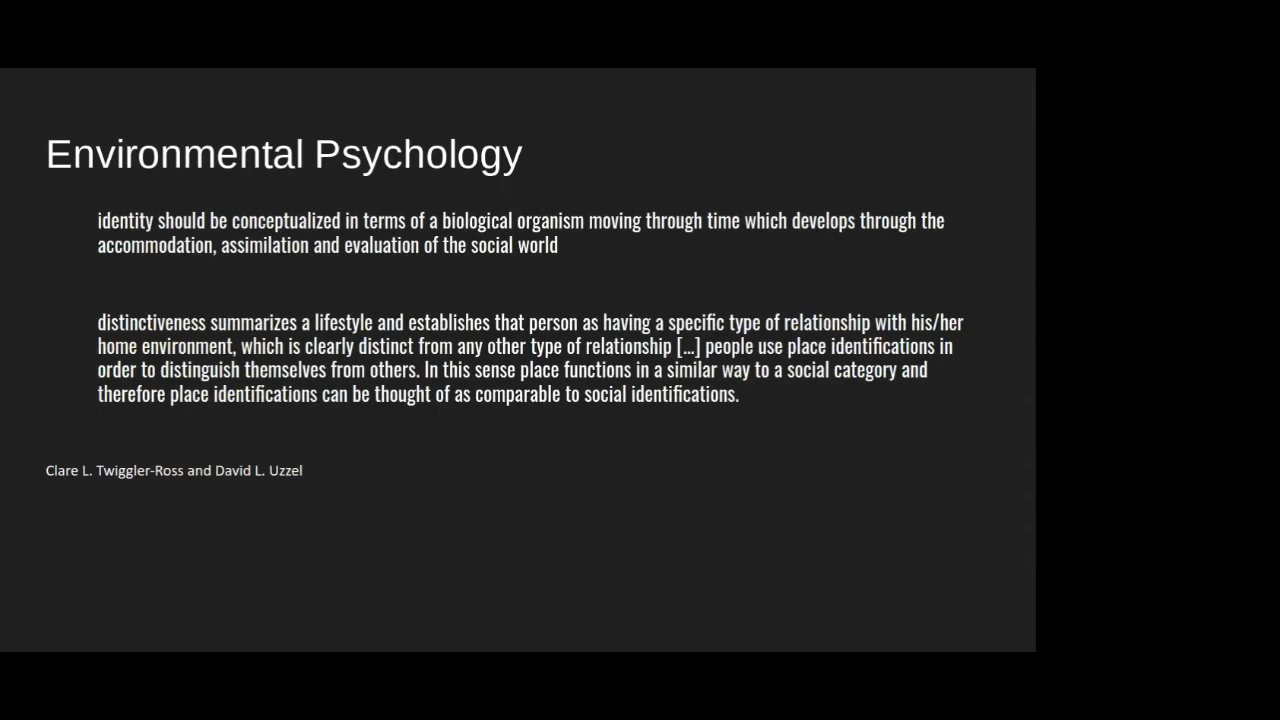 Environmental Psychology
identity should be conceptualized in terms of a biological organism moving through time which develops through the
accommodation, assimilation and evaluation of the social world
distinctiveness summarizes a lifestyle and establishes that person as having a specific type of relationship with his/her
home environment, which is clearly distinct from any other type of relationship [...] people use place identifications in
order to distinguish themselves from others. In this sense place functions in a similar way to a social category and
therefore place identifications can be thought of as comparable to social identifications.
Clare L. Twiggler-Ross and David L. Uzzel